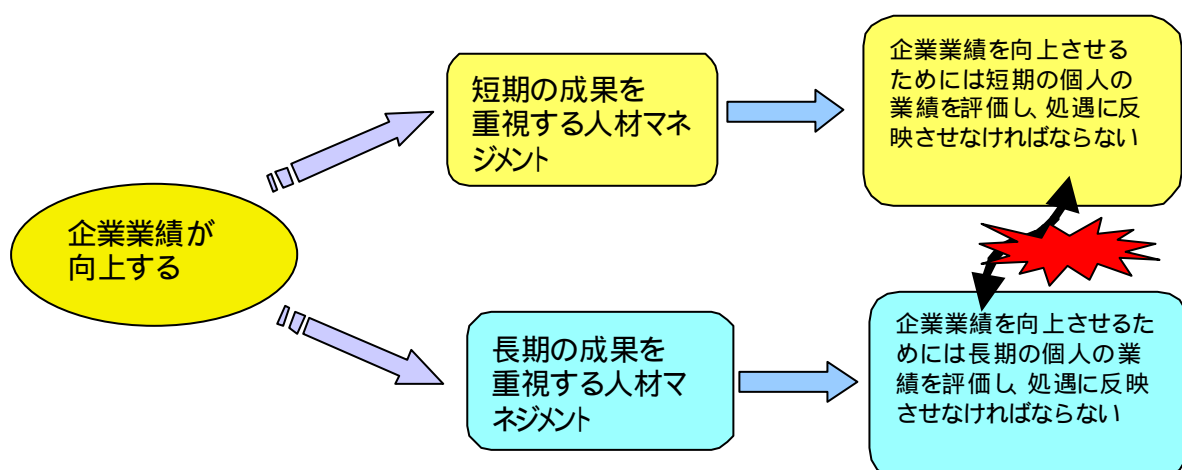 企業業績が
向上する
短期の成果を
重視する人材マネ
ジメント
企業業績を向上させる
ためには短期の個人の
業績を評価し、処遇に反
映させなければならない
長期の成果を
重視する人材マ
ネジメント
企業業績を向上させるた
めには長期の個人の業
績を評価し、処遇に反映
させなければならない